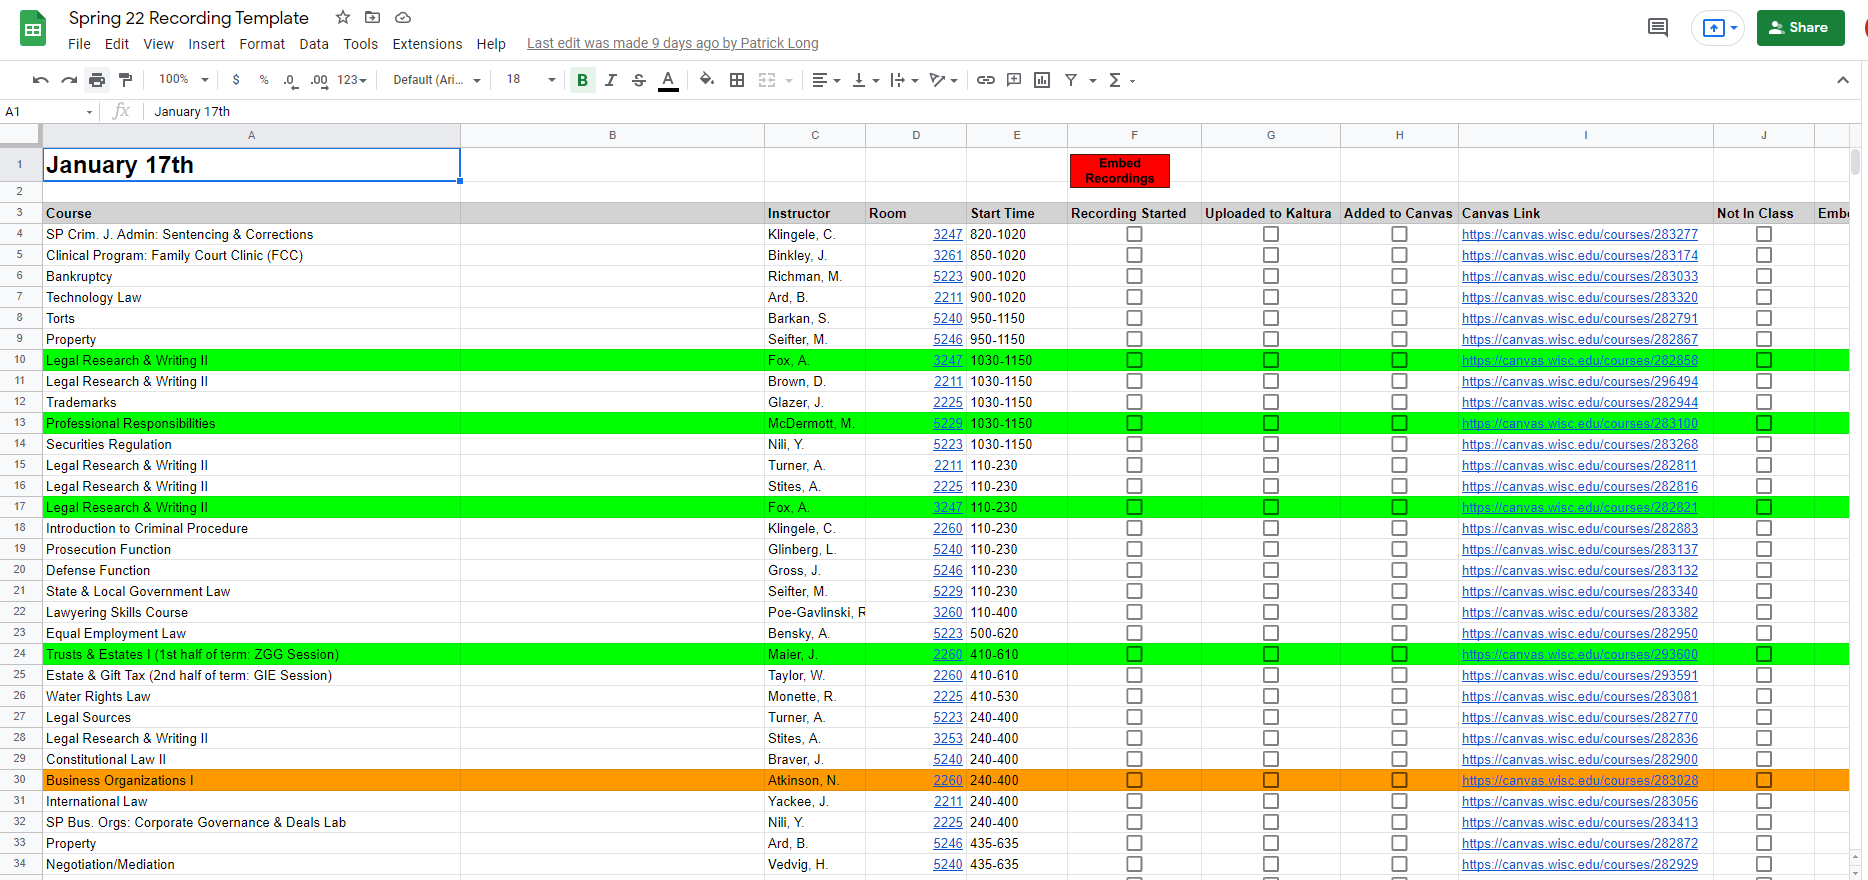 Spring 22 Recording Template
File Edit View Insert Format Data Tools Extensions Help Last edit was made 9 days ago by Patrick Long
Share
100% $ % .0 .00 123 Default (Ari... 18 B I S A Σ
A1 fx January 17th
A B C D E F G H I J
1 January 17th Embed Recordings
2
3 Course Instructor Room Start Time Recording Started Uploaded to Kaltura Added to Canvas Canvas Link Not In Class
4 SP Crim. J. Admin: Sentencing & Corrections Klingele, C. 3247 820-1020 https://canvas.wisc.edu/courses/283277
5 Clinical Program: Family Court Clinic (FCC) Binkley, J. 3261 850-1020 https://canvas.wisc.edu/courses/283174
6 Bankruptcy Richman, M. 5223 900-1020 https://canvas.wisc.edu/courses/283033
7 Technology Law Ard, B. 2211 900-1020 https://canvas.wisc.edu/courses/283320
8 Torts Barkan, S. 5240 950-1150 https://canvas.wisc.edu/courses/282791
9 Property Seifter, M. 5246 950-1150 https://canvas.wisc.edu/courses/282867
10 Legal Research & Writing II Fox, A. 3247 1030-1150 https://canvas.wisc.edu/courses/282858
11 Legal Research & Writing II Brown, D. 2211 1030-1150 https://canvas.wisc.edu/courses/296494
12 Trademarks Glazer, J. 2225 1030-1150 https://canvas.wisc.edu/courses/282944
13 Professional Responsibilities McDermott, M. 5229 1030-1150 https://canvas.wisc.edu/courses/283100
14 Securities Regulation Nili, Y. 5223 1030-1150 https://canvas.wisc.edu/courses/283268
15 Legal Research & Writing II Turner, A. 2211 110-230 https://canvas.wisc.edu/courses/282811
16 Legal Research & Writing II Stites, A. 2225 110-230 https://canvas.wisc.edu/courses/282816
17 Legal Research & Writing II Fox, A. 3247 110-230 https://canvas.wisc.edu/courses/282821
18 Introduction to Criminal Procedure Klingele, C. 2260 110-230 https://canvas.wisc.edu/courses/282883
19 Prosecution Function Glinberg, L. 5240 110-230 https://canvas.wisc.edu/courses/283137
20 Defense Function Gross, J. 5246 110-230 https://canvas.wisc.edu/courses/283132
21 State & Local Government Law Seifter, M. 5229 110-230 https://canvas.wisc.edu/courses/283340
22 Lawyering Skills Course Poe-Gavlinski, R 3260 110-400 https://canvas.wisc.edu/courses/283382
23 Equal Employment Law Bensky, A. 5223 500-620 https://canvas.wisc.edu/courses/282950
24 Trusts & Estates I (1st half of term: ZGG Session) Maier, J. 2260 410-610 https://canvas.wisc.edu/courses/293600
25 Estate & Gift Tax (2nd half of term: GIE Session) Taylor, W. 2260 410-610 https://canvas.wisc.edu/courses/293591
26 Water Rights Law Monette, R. 2225 410-530 https://canvas.wisc.edu/courses/283081
27 Legal Sources Turner, A. 5223 240-400 https://canvas.wisc.edu/courses/282770
28 Legal Research & Writing II Stites, A. 3253 240-400 https://canvas.wisc.edu/courses/282836
29 Constitutional Law II Braver, J. 5240 240-400 https://canvas.wisc.edu/courses/282900
30 Business Organizations I Atkinson, N. 2260 240-400 https://canvas.wisc.edu/courses/283028
31 International Law Yackee, J. 2211 240-400 https://canvas.wisc.edu/courses/283056
32 SP Bus. Orgs: Corporate Governance & Deals Lab Nili, Y. 2225 240-400 https://canvas.wisc.edu/courses/283413
33 Property Ard, B. 5246 435-635 https://canvas.wisc.edu/courses/282872
34 Negotiation/Mediation Vedvig, H. 5240 435-635 https://canvas.wisc.edu/courses/282929